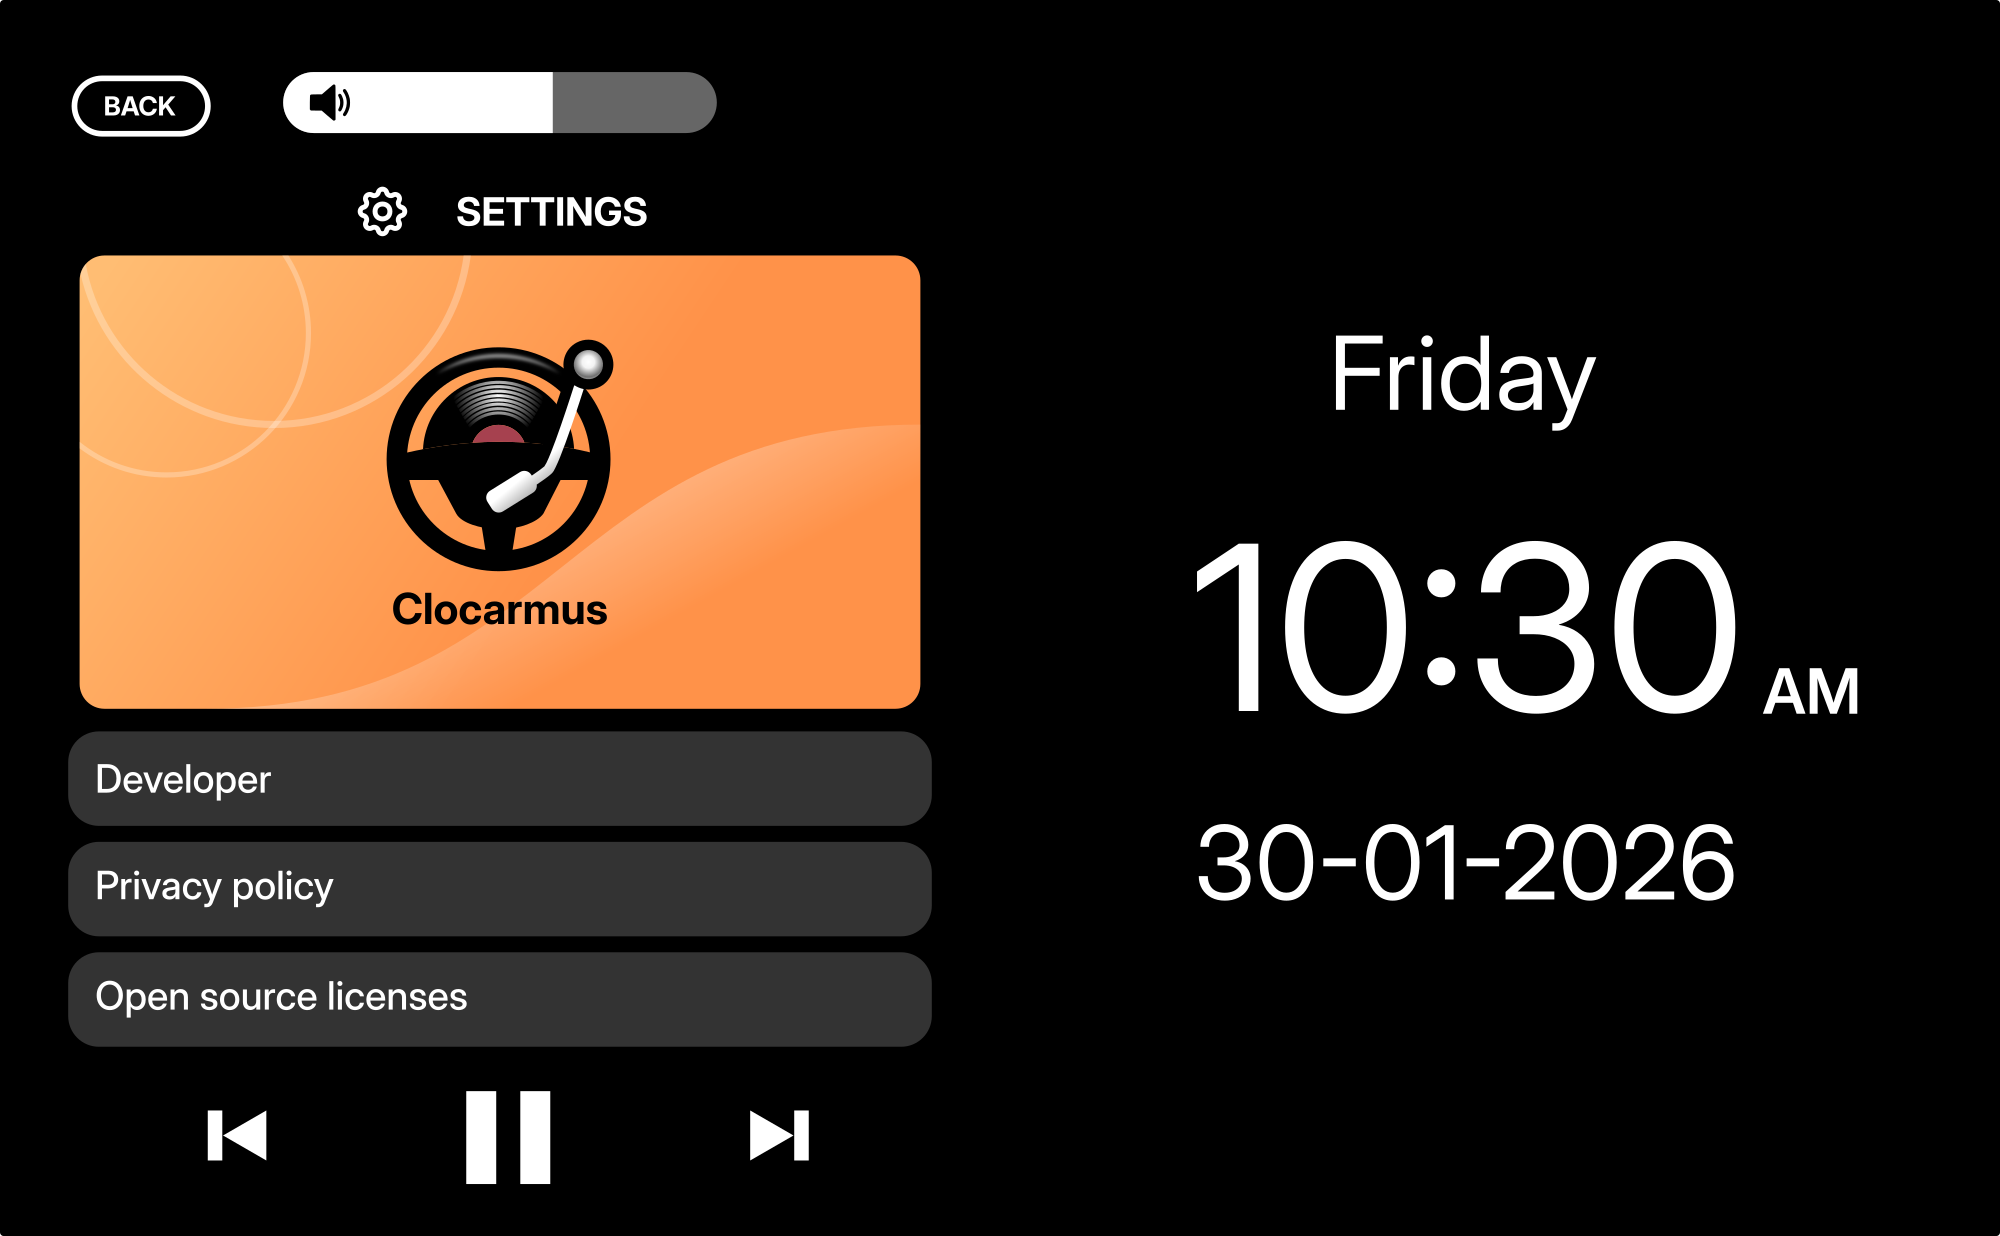 BACK
SETTINGS
Clocarmus
Developer
Privacy policy
Open source licenses
Friday
10:30 AM
30-01-2026